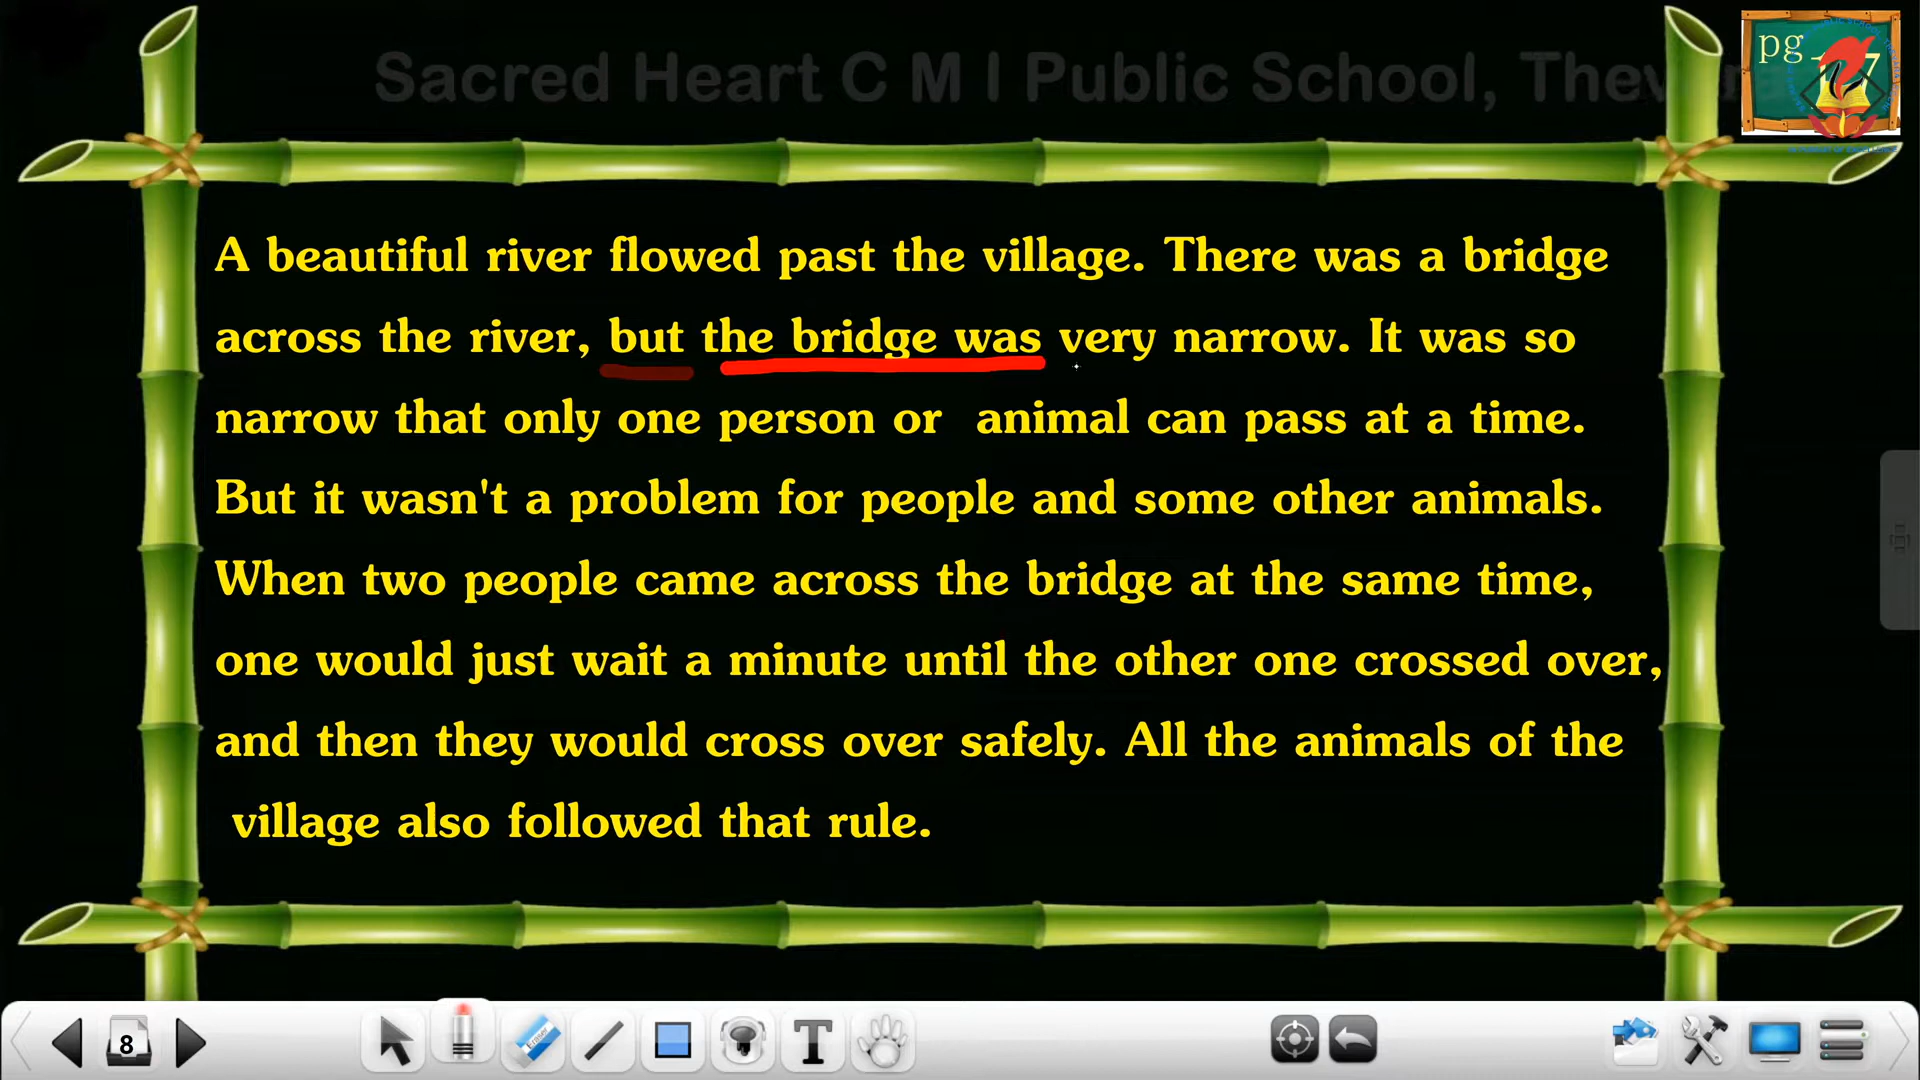 Sacred Heart C M I Public School,
pg
A beautiful river flowed past the village. There was a bridge
across the river, but the bridge was very narrow. It was so
narrow that only one person or animal can pass at a time.
But it wasn't a problem for people and some other animals.
When two people came across the bridge at the same time,
one would just wait a minute until the other one crossed over,
and then they would cross over safely. All the animals of the
village also followed that rule.
8
Eraser
T